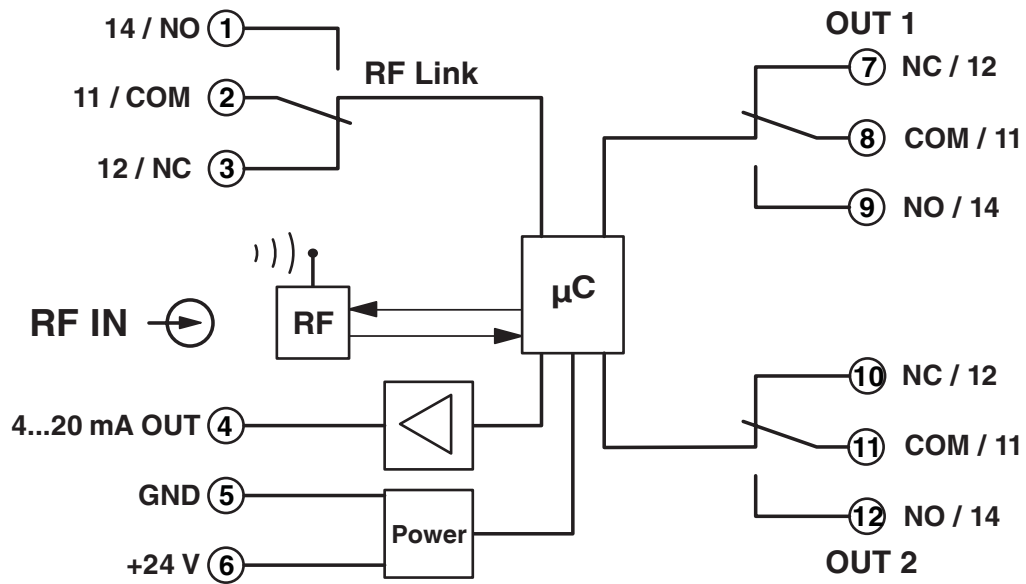 14 / NO 1
11 / COM 2
12 / NC 3
RF Link
OUT 1
7 NC / 12
8 COM / 11
9 NO / 14
µC
RF IN
RF
4...20 mA OUT 4
GND 5
+24 V 6
Power
10 NC / 12
11 COM / 11
12 NO / 14
OUT 2